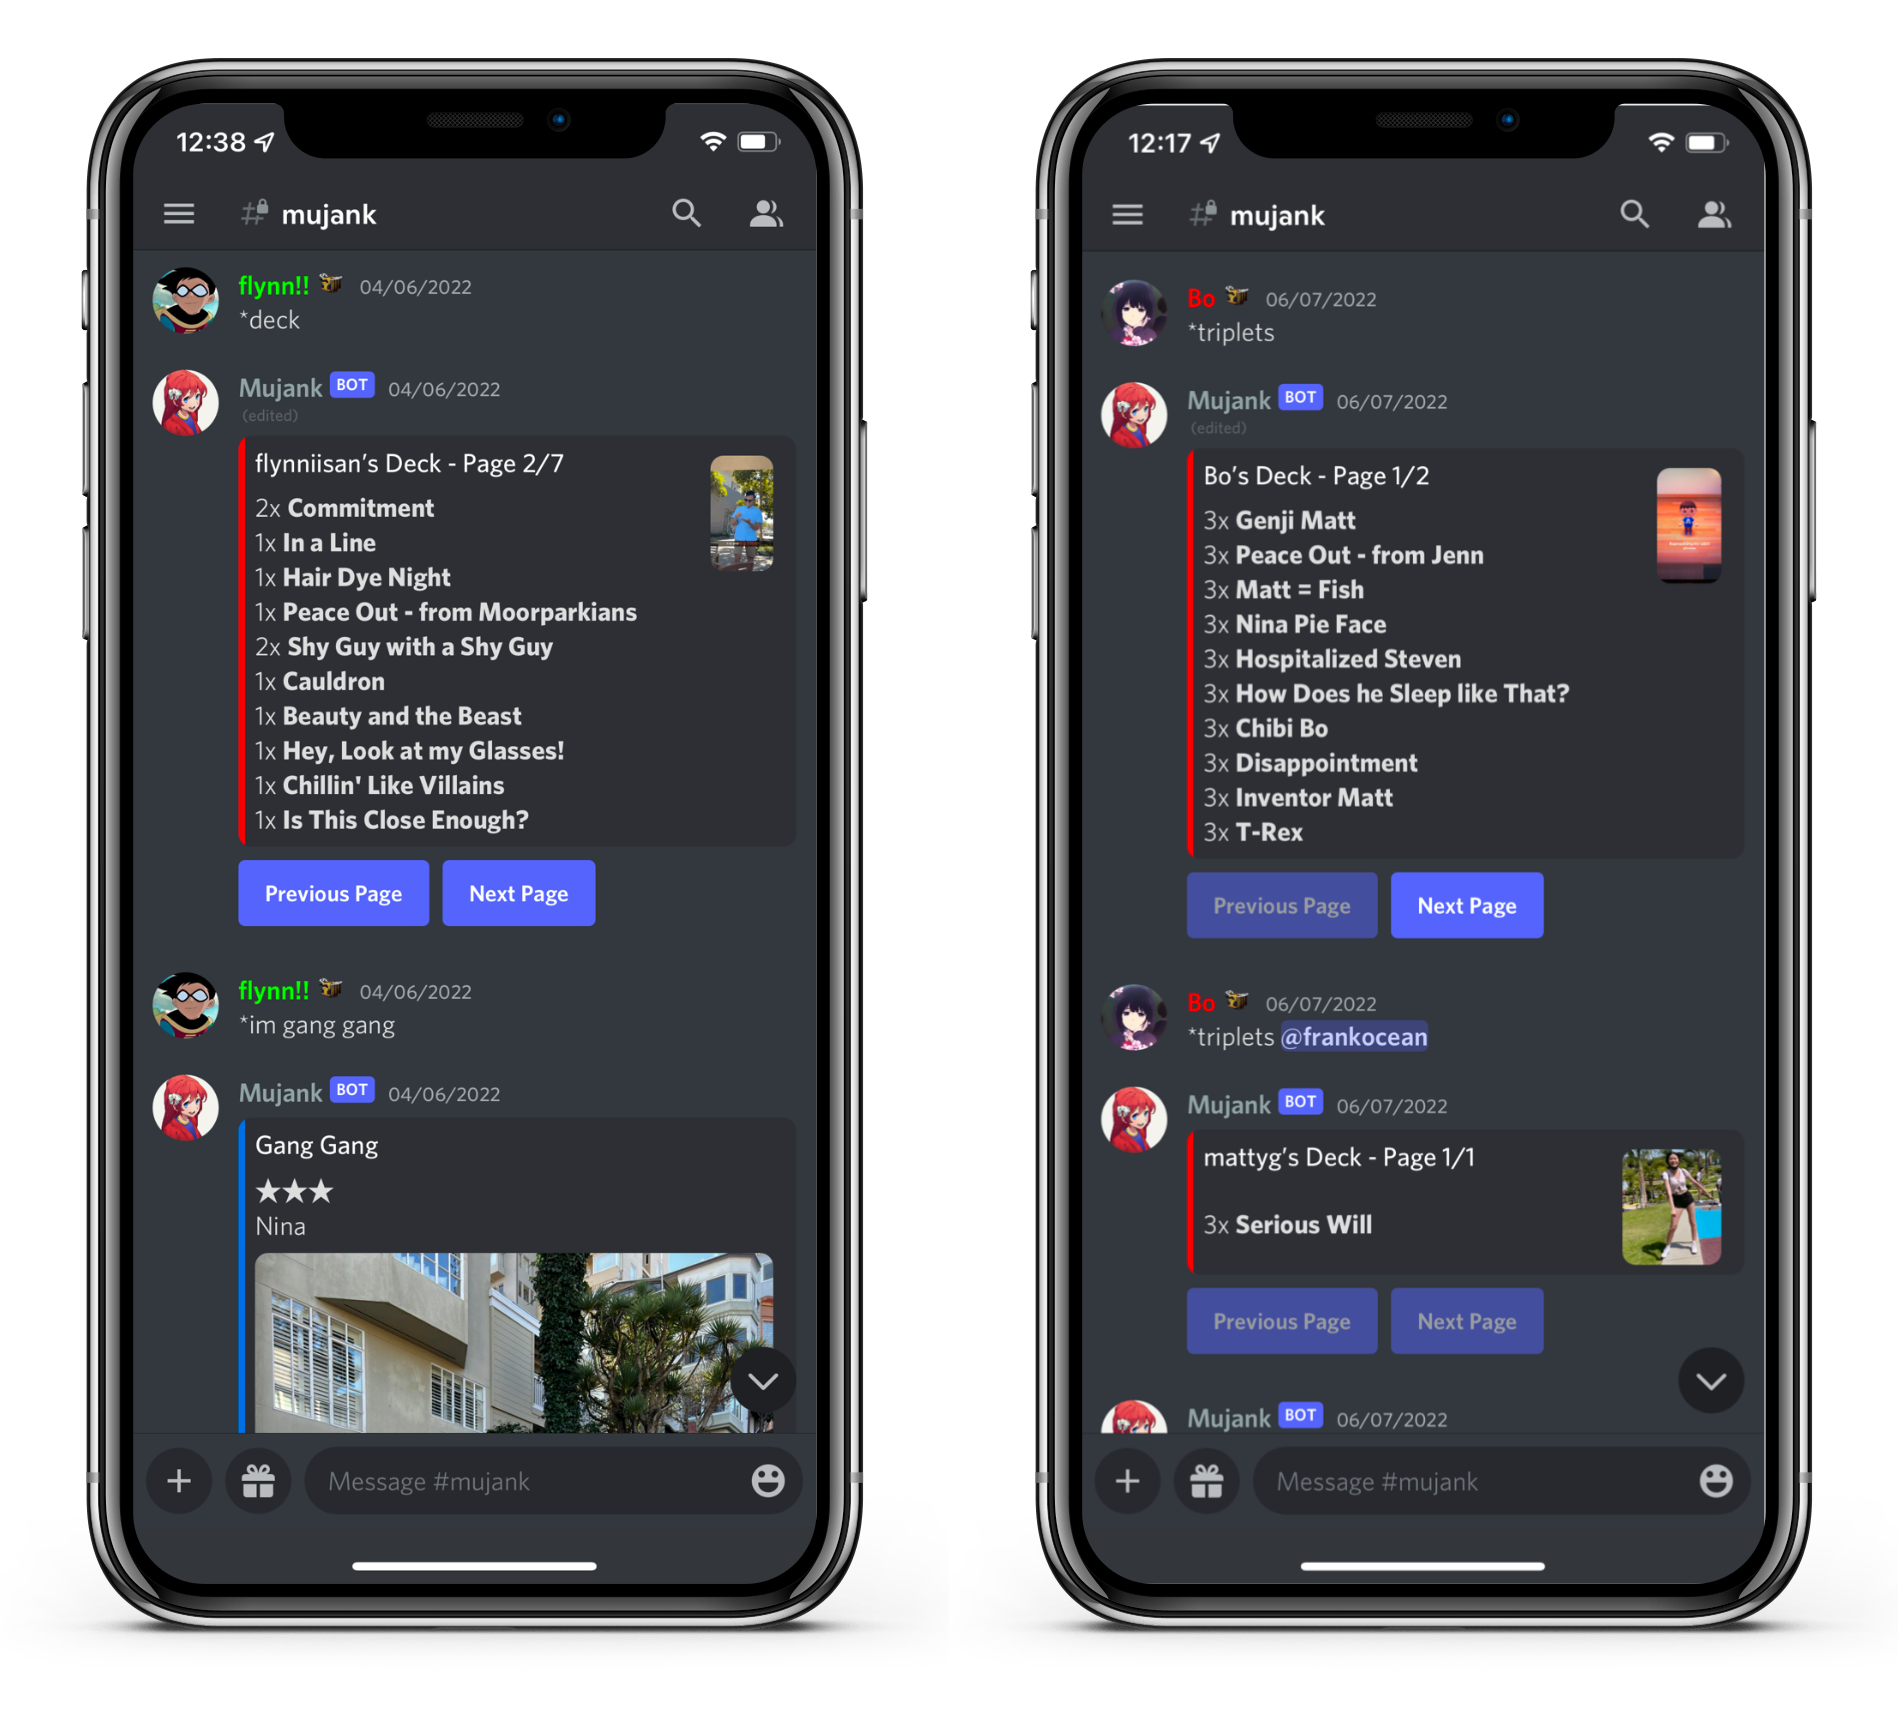 12:38
mujank
flynn!! 04/06/2022
*deck
Mujank BOT 04/06/2022
(edited)
flynniisan's Deck - Page 2/7
2x Commitment
1x In a Line
1x Hair Dye Night
1x Peace Out - from Moorparkians
2x Shy Guy with a Shy Guy
1x Cauldron
1x Beauty and the Beast
1x Hey, Look at my Glasses!
1x Chillin' Like Villains
1x Is This Close Enough?
Previous Page Next Page
flynn!! 04/06/2022
*im gang gang
Mujank BOT 04/06/2022
Gang Gang
★★★
Nina
Message #mujank
12:17
mujank
Bo 06/07/2022
*triplets
Mujank BOT 06/07/2022
(edited)
Bo's Deck - Page 1/2
3x Genji Matt
3x Peace Out - from Jenn
3x Matt = Fish
3x Nina Pie Face
3x Hospitalized Steven
3x How Does he Sleep like That?
3x Chibi Bo
3x Disappointment
3x Inventor Matt
3x T-Rex
Previous Page Next Page
Bo 06/07/2022
*triplets @frankocean
Mujank BOT 06/07/2022
mattyg's Deck - Page 1/1
3x Serious Will
Previous Page Next Page
Mujank BOT 06/07/2022
Message #mujank